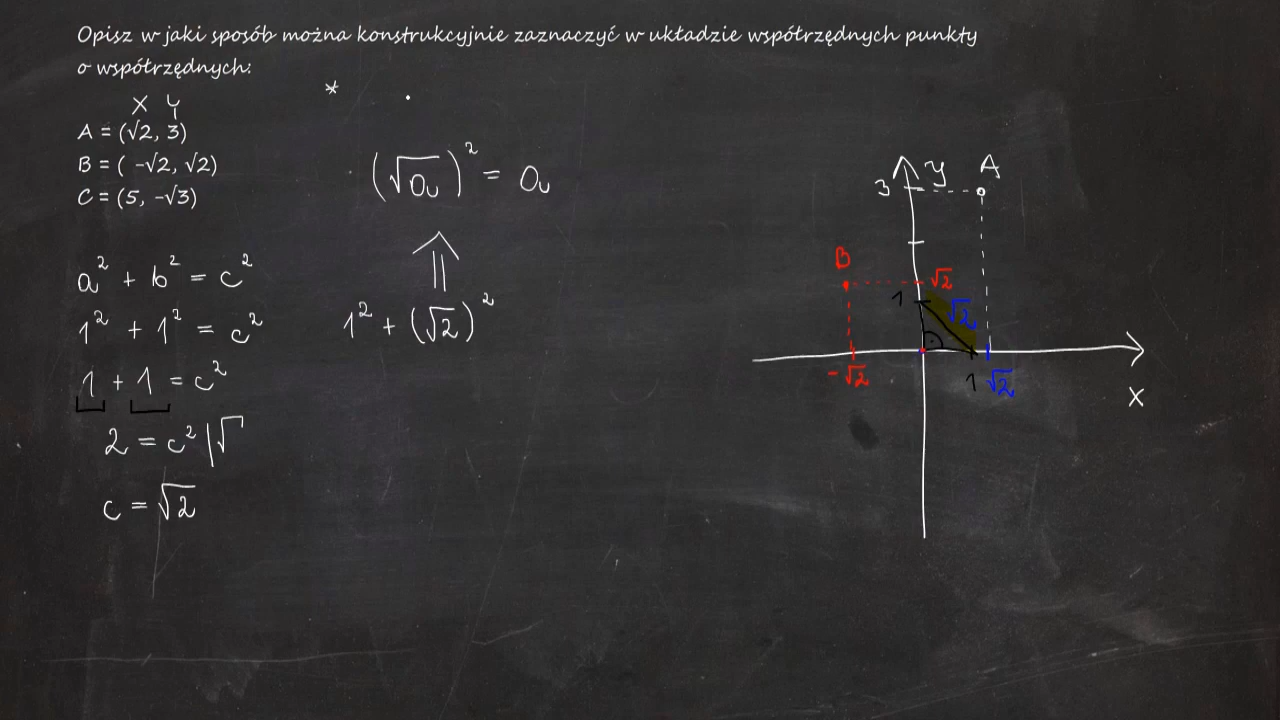 Opisz w jaki sposób można konstrukcyjnie zaznaczyć w układzie współrzędnych punkty
o współrzędnych:
*
X Y
A = (√2, 3)
B = ( -√2, √2)
C = (5, -√3)
(√a)² = a
a² + b² = c²
1² + 1² = c²
1 + 1 = c²
2 = c² |√
c = √2
⇑
1² + (√2)²
3 y A
B √2
1 √2
-√2 1 √2
X